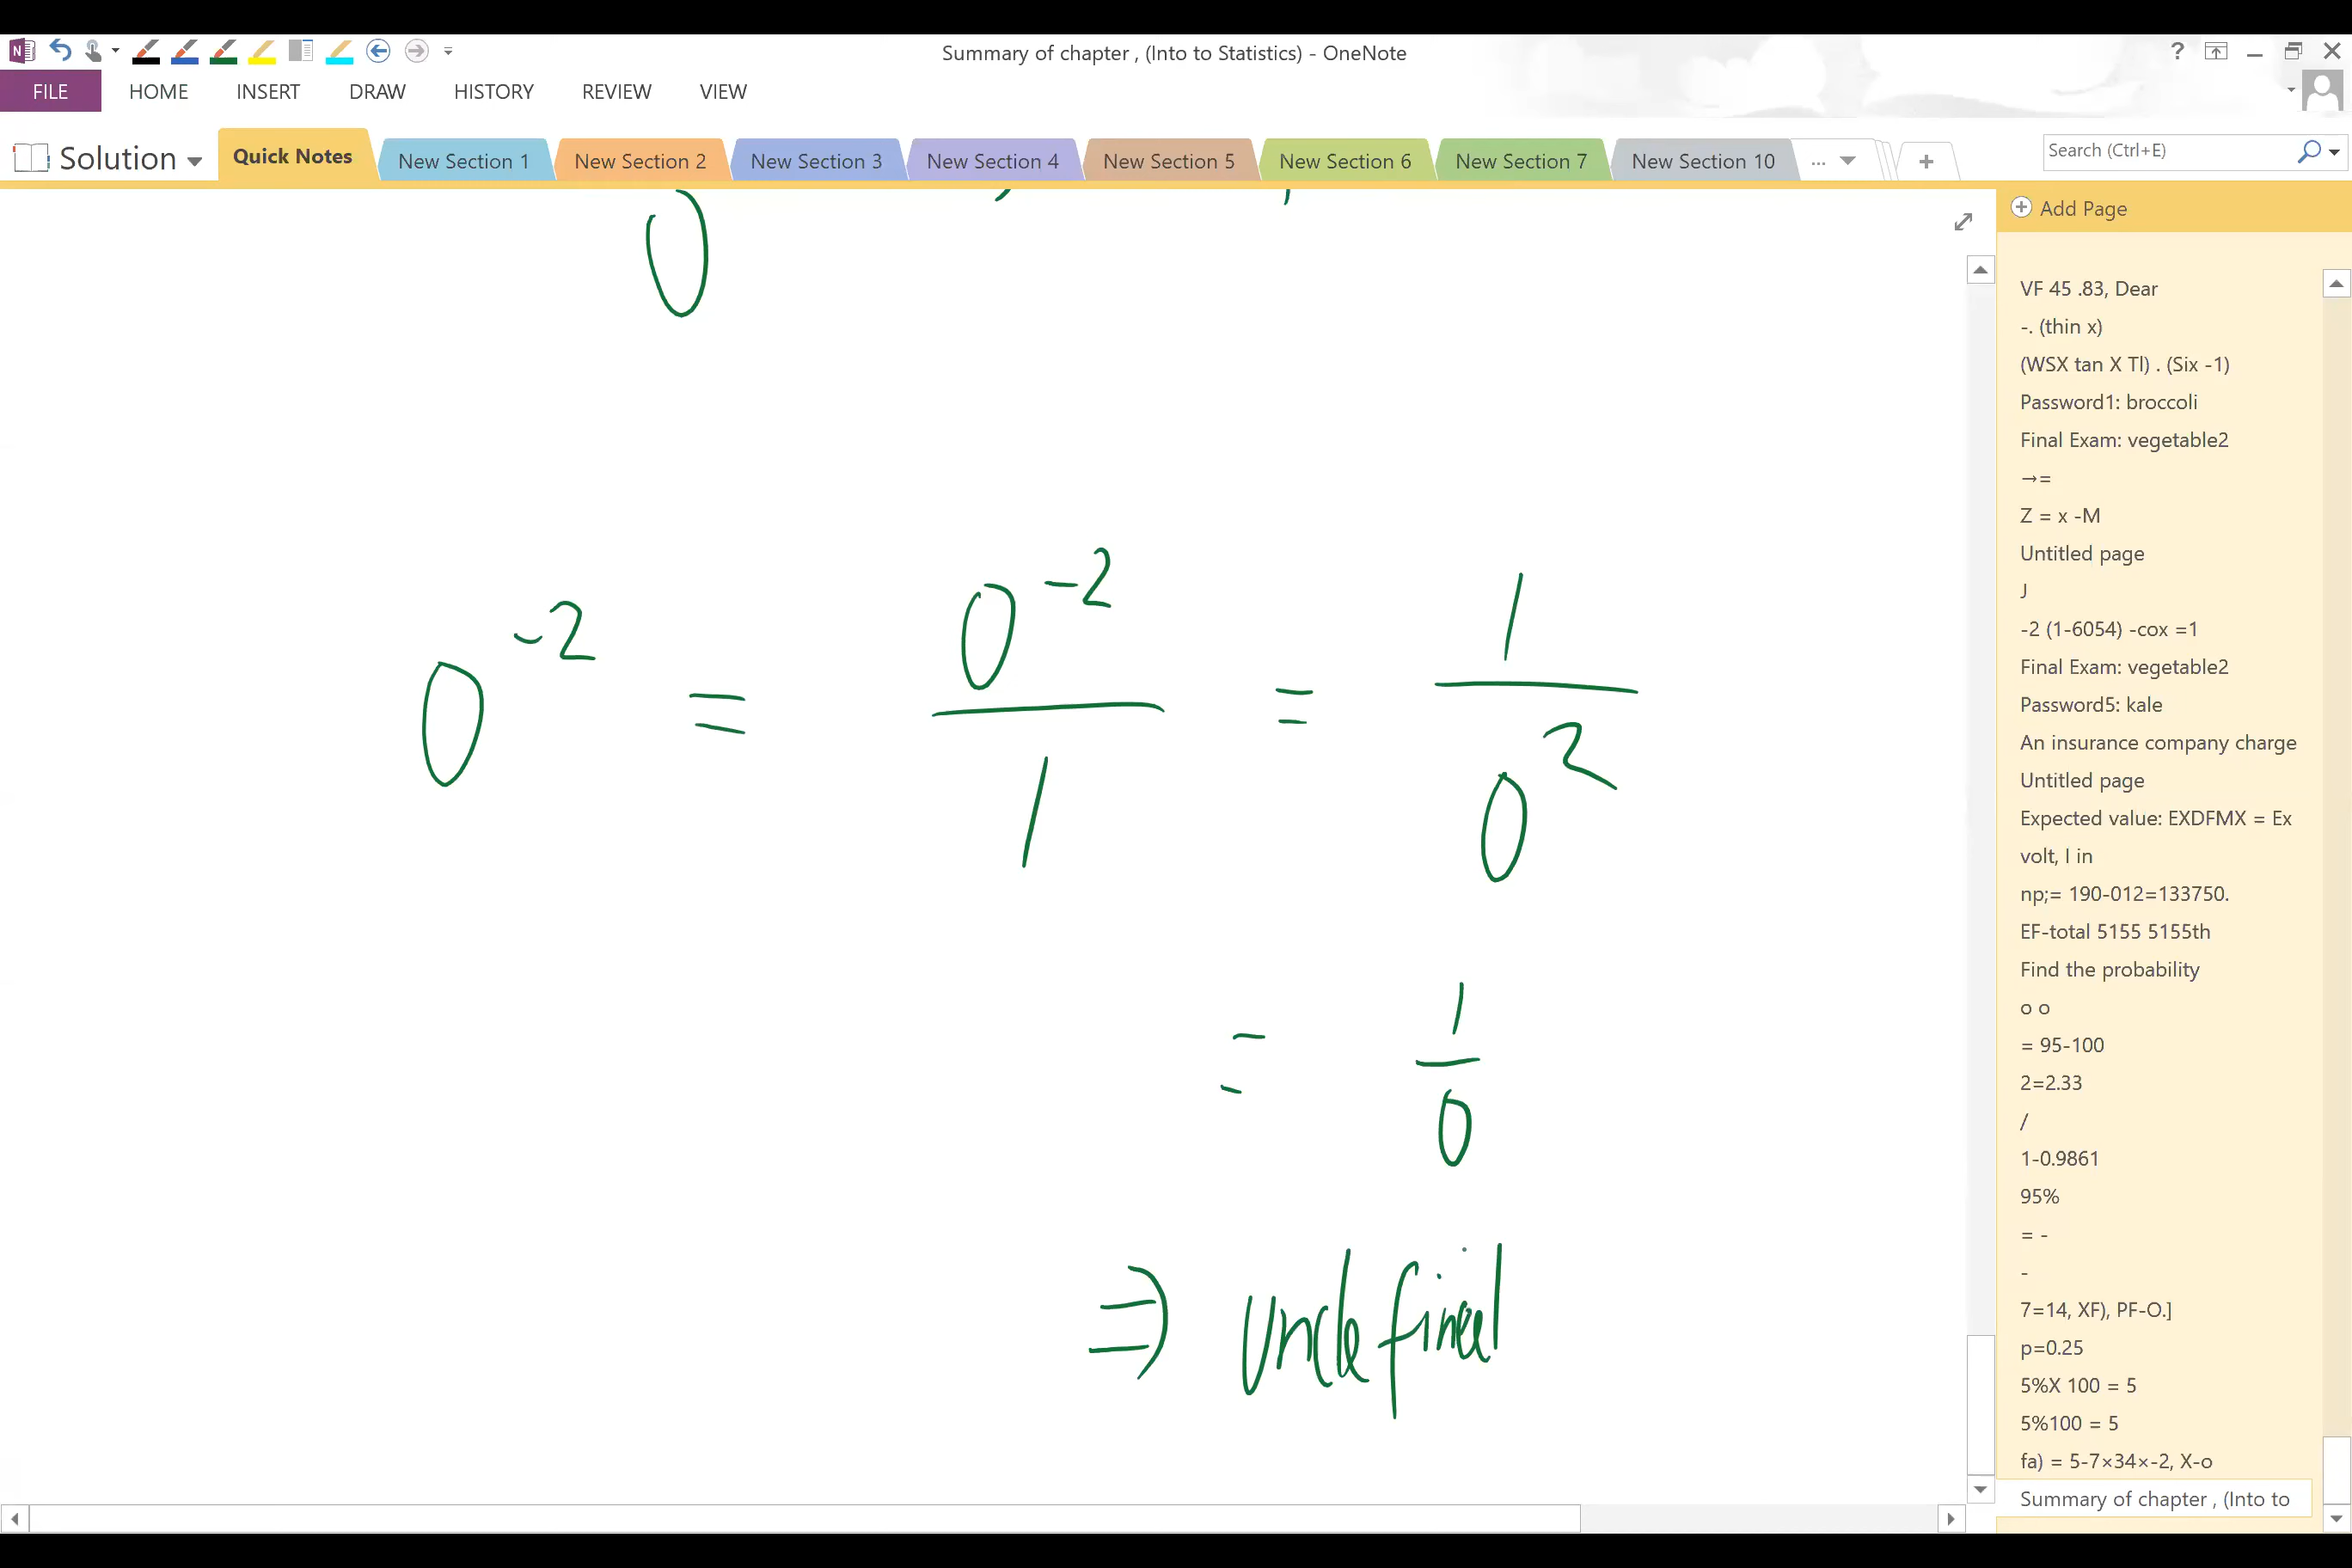 Summary of chapter , (Into to Statistics) - OneNote
FILE HOME INSERT DRAW HISTORY REVIEW VIEW
Solution Quick Notes New Section 1 New Section 2 New Section 3 New Section 4 New Section 5 New Section 6 New Section 7 New Section 10 ... +
Search (Ctrl+E)
Add Page
VF 45 .83, Dear
-. (thin x)
(WSX tan X Tl) . (Six -1)
Password1: broccoli
Final Exam: vegetable2
→=
Z = x -M
Untitled page
J
-2 (1-6054) -cox =1
Final Exam: vegetable2
Password5: kale
An insurance company charge
Untitled page
Expected value: EXDFMX = Ex
volt, I in
np;= 190-012=133750.
EF-total 5155 5155th
Find the probability
o o
= 95-100
2=2.33
/
1-0.9861
95%
= -
-
7=14, XF), PF-O.]
p=0.25
5%X 100 = 5
5%100 = 5
fa) = 5-7×34×-2, X-o
Summary of chapter , (Into to
0
0^-2 = 0^-2/1 = 1/0^2
= 1/0
⇒ undefined